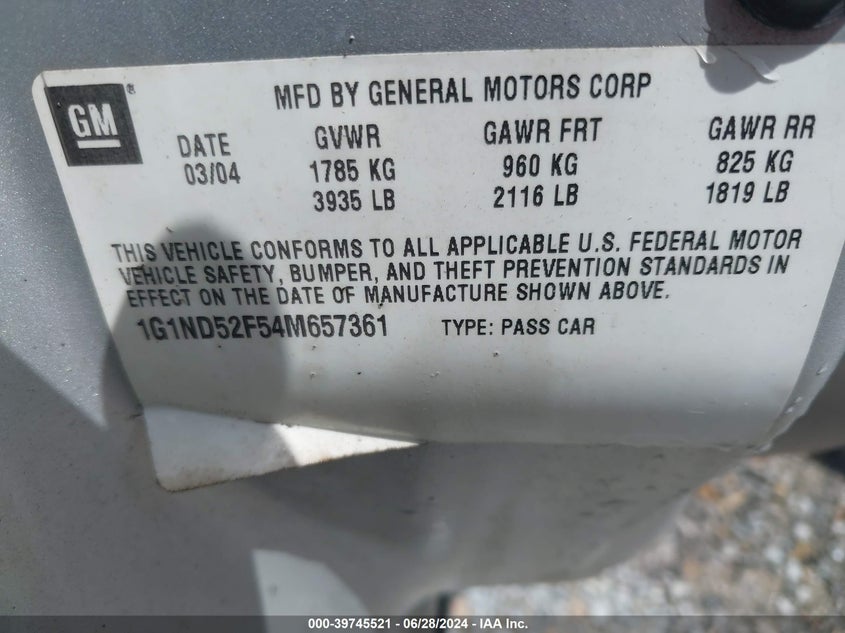 GM®
MFD BY GENERAL MOTORS CORP
DATE GVWR GAWR FRT GAWR RR
03/04 1785 KG 960 KG 825 KG
3935 LB 2116 LB 1819 LB
THIS VEHICLE CONFORMS TO ALL APPLICABLE U.S. FEDERAL MOTOR
VEHICLE SAFETY, BUMPER, AND THEFT PREVENTION STANDARDS IN
EFFECT ON THE DATE OF MANUFACTURE SHOWN ABOVE.
1G1ND52F54M657361 TYPE: PASS CAR
000-39745521 | 06/28/2024 | IAA Inc.